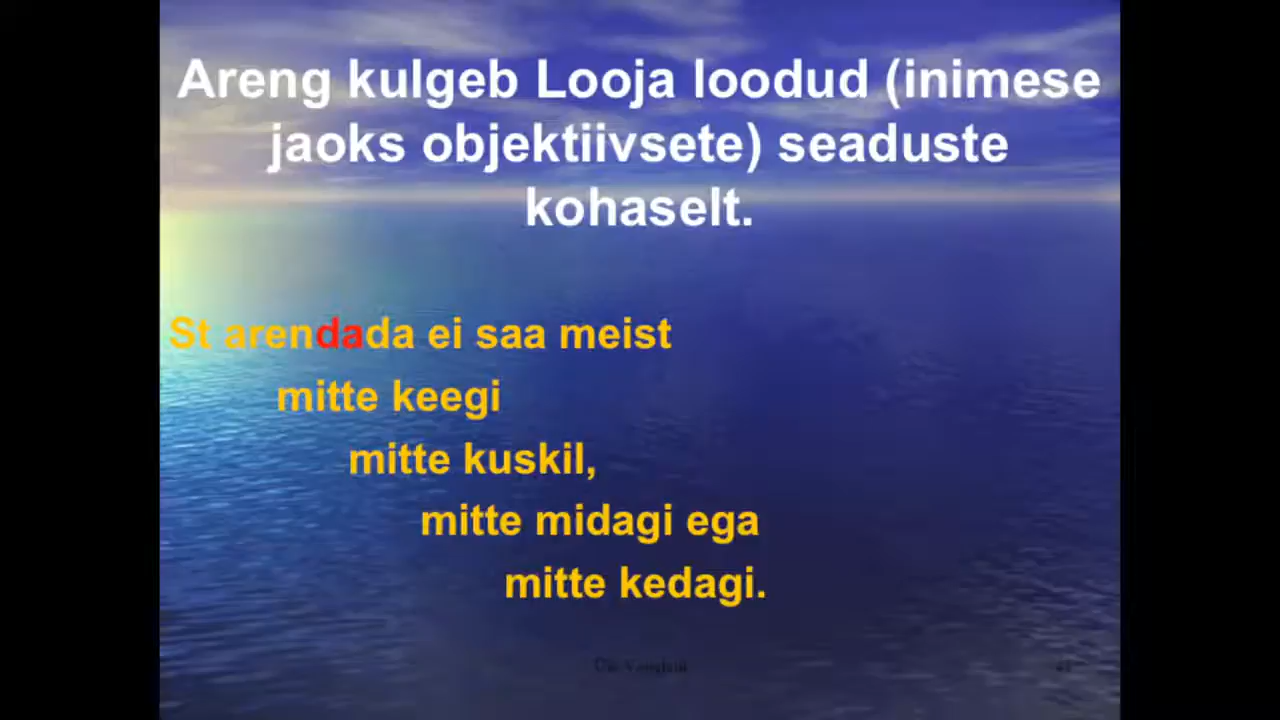 Areng kulgeb Looja loodud (inimese
jaoks objektiivsete) seaduste
kohaselt.
St arendada ei saa meist
mitte keegi
mitte kuskil,
mitte midagi ega
mitte kedagi.